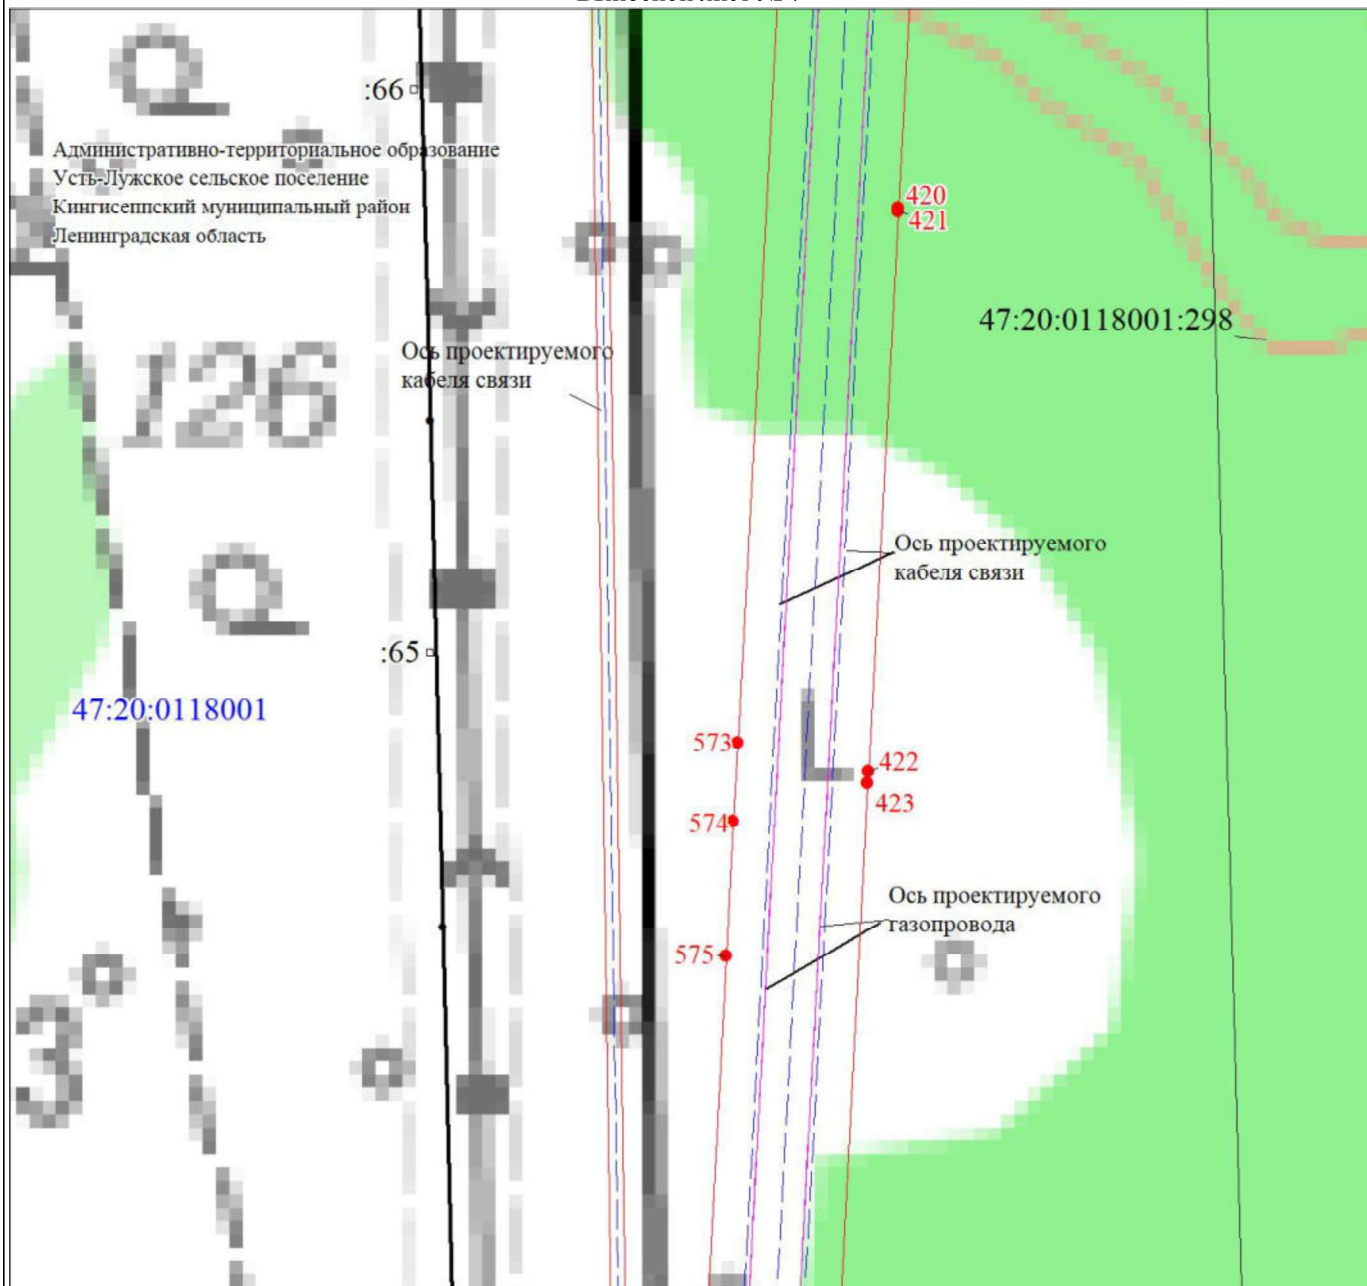 :66
Административно-территориальное образование
Усть-Лужское сельское поселение
Кингисеппский муниципальный район
Ленинградская область
420
421
47:20:0118001:298
Ось проектируемого
кабеля связи
126
Ось проектируемого
кабеля связи
:65
47:20:0118001
573
422
423
574
Ось проектируемого
газопровода
575
3